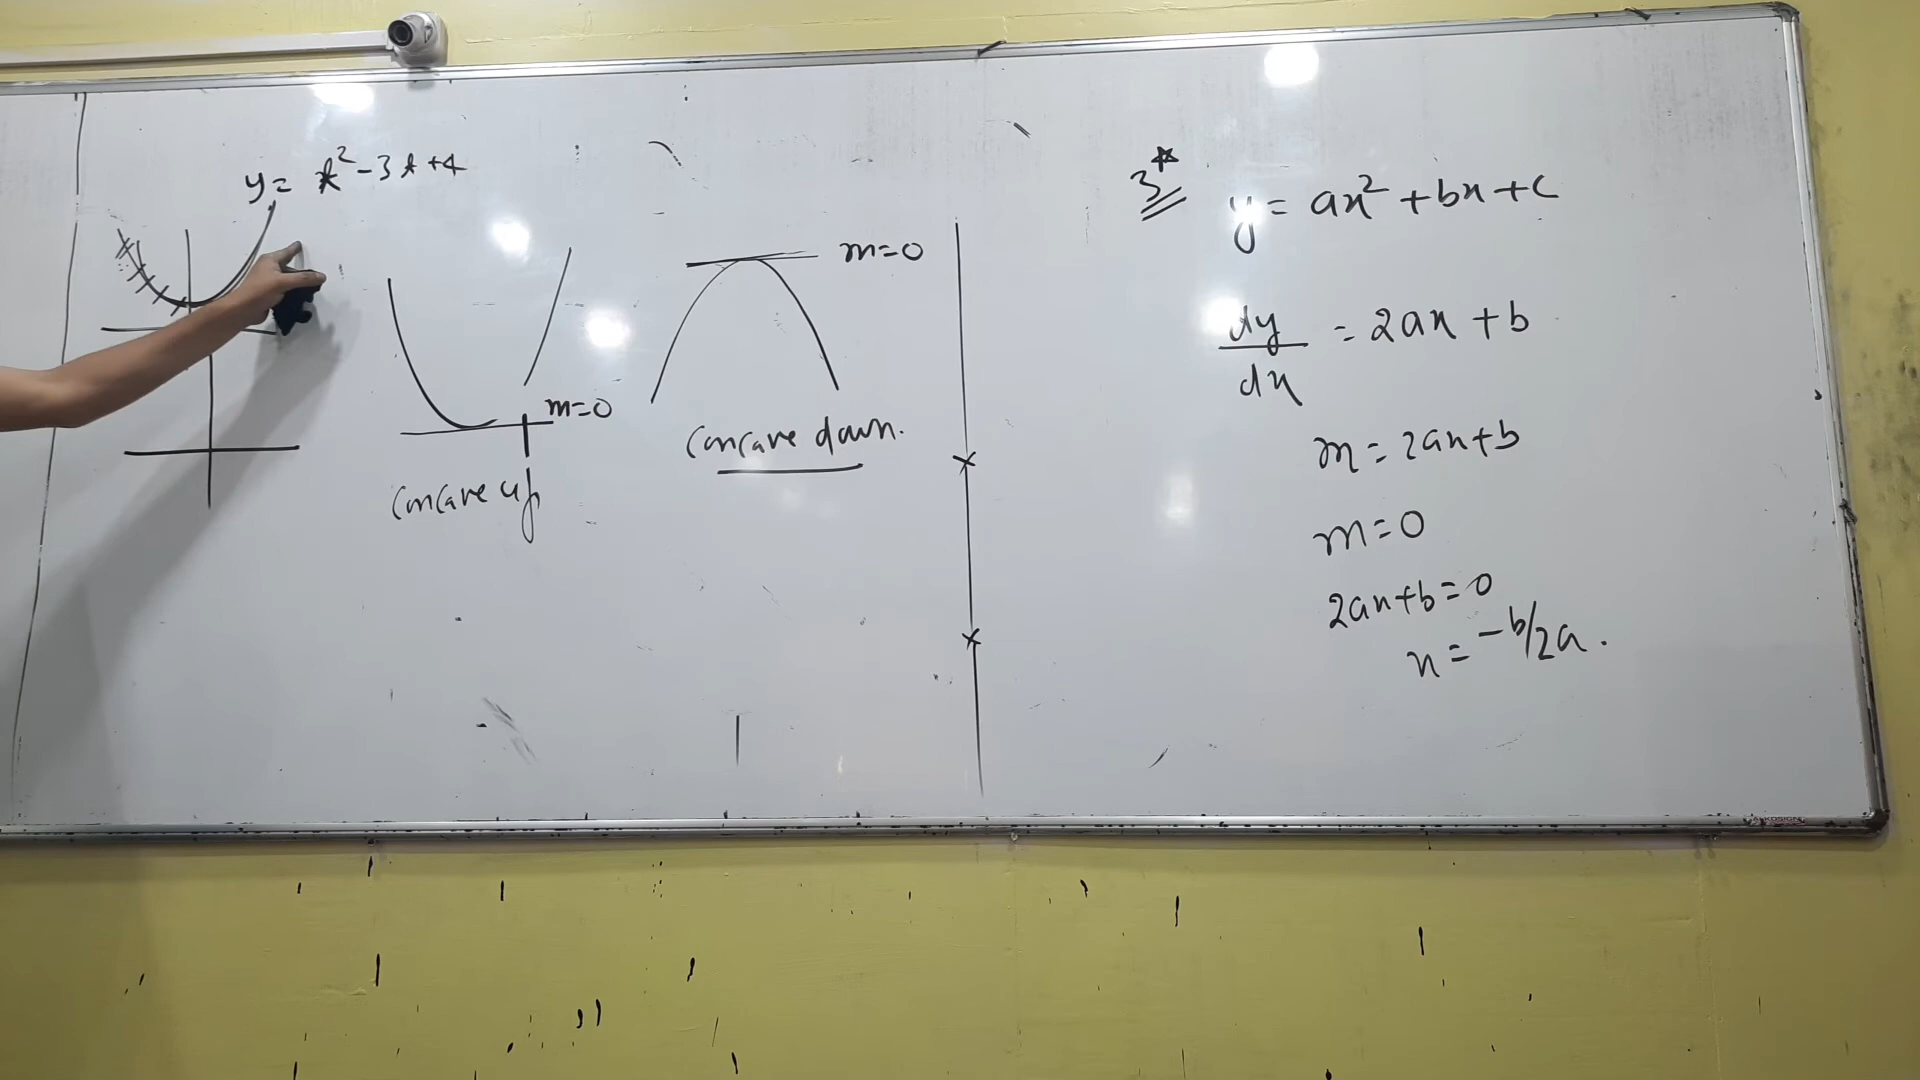 y = x² - 3x + 4
m=0
concave up
m=0
concave down.
3*
y = ax² + bx + c
dy/dx = 2ax + b
m = 2ax+b
m=0
2ax+b=0
x = -b/2a.